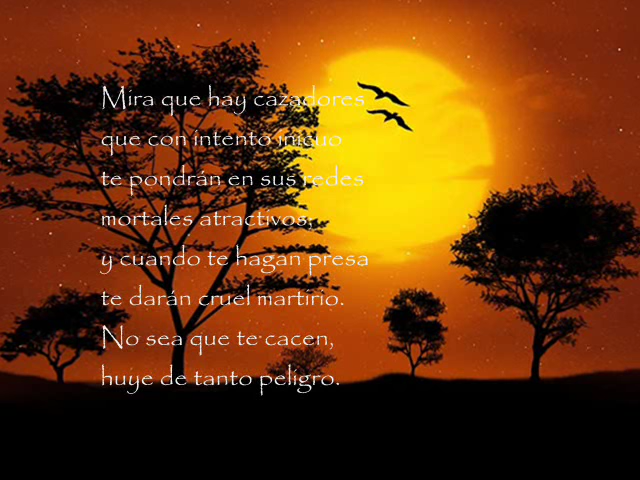 Mira que hay cazadores
que con intento inicuo
te pondrán en sus redes
mortales atractivos,
y cuando te hagan presa
te darán cruel martirio.
No sea que te cacen,
huye de tanto peligro.